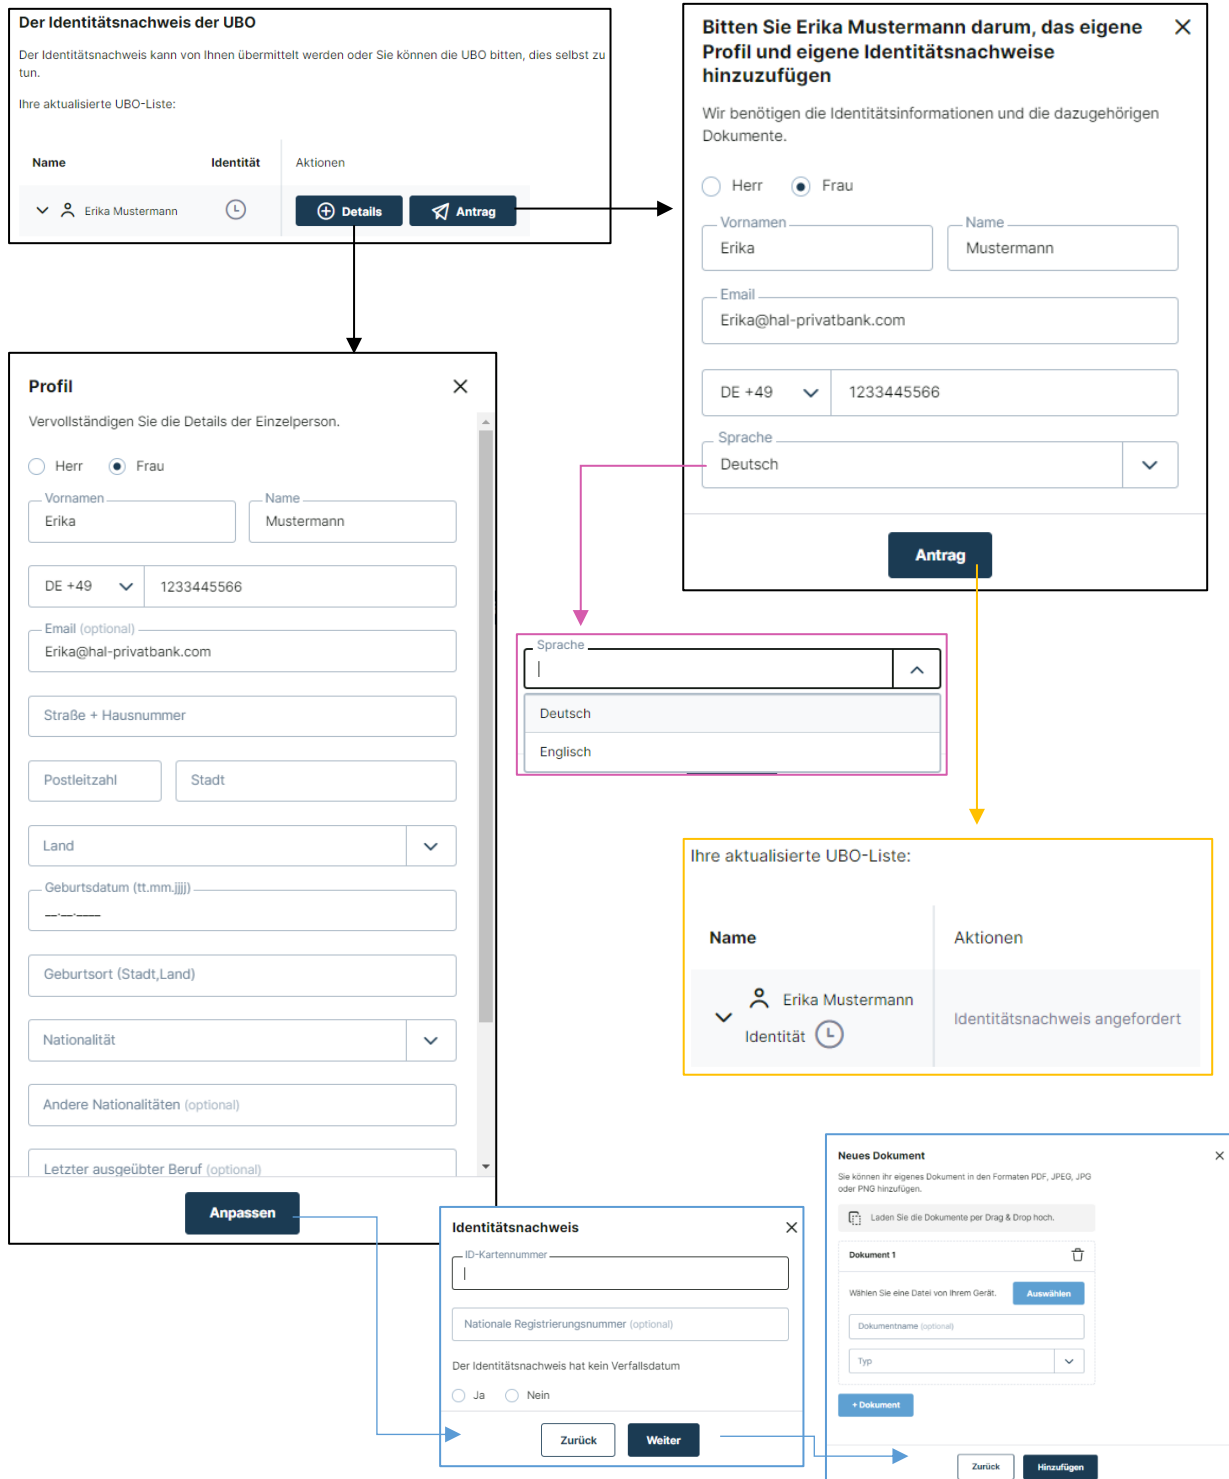 Der Identitätsnachweis der UBO
Der Identitätsnachweis kann von Ihnen übermittelt werden oder Sie können die UBO bitten, dies selbst zu
tun.
Ihre aktualisierte UBO-Liste:
Name Identität Aktionen
Erika Mustermann Details Antrag
Bitten Sie Erika Mustermann darum, das eigene
Profil und eigene Identitätsnachweise
hinzuzufügen
Wir benötigen die Identitätsinformationen und die dazugehörigen
Dokumente.
Herr Frau
Vornamen Name
Erika Mustermann
Email
Erika@hal-privatbank.com
DE +49 1233445566
Sprache
Deutsch
Antrag
Profil
Vervollständigen Sie die Details der Einzelperson.
Herr Frau
Vornamen Name
Erika Mustermann
DE +49 1233445566
Email (optional)
Erika@hal-privatbank.com
Straße + Hausnummer
Postleitzahl Stadt
Land
Geburtsdatum (tt.mm.jjjj)
__.__.____
Geburtsort (Stadt,Land)
Nationalität
Andere Nationalitäten (optional)
Letzter ausgeübter Beruf (optional)
Anpassen
Sprache
Deutsch
Englisch
Ihre aktualisierte UBO-Liste:
Name Aktionen
Erika Mustermann
Identität
Identitätsnachweis angefordert
Identitätsnachweis
ID-Kartennummer
Nationale Registrierungsnummer (optional)
Der Identitätsnachweis hat kein Verfallsdatum
Ja Nein
Zurück Weiter
Neues Dokument
Sie können ihr eigenes Dokument in den Formaten PDF, JPEG, JPG
oder PNG hinzufügen.
Laden Sie die Dokumente per Drag & Drop hoch.
Dokument 1
Wählen Sie eine Datei von Ihrem Gerät. Auswählen
Dokumentname (optional)
Typ
+ Dokument
Zurück Hinzufügen